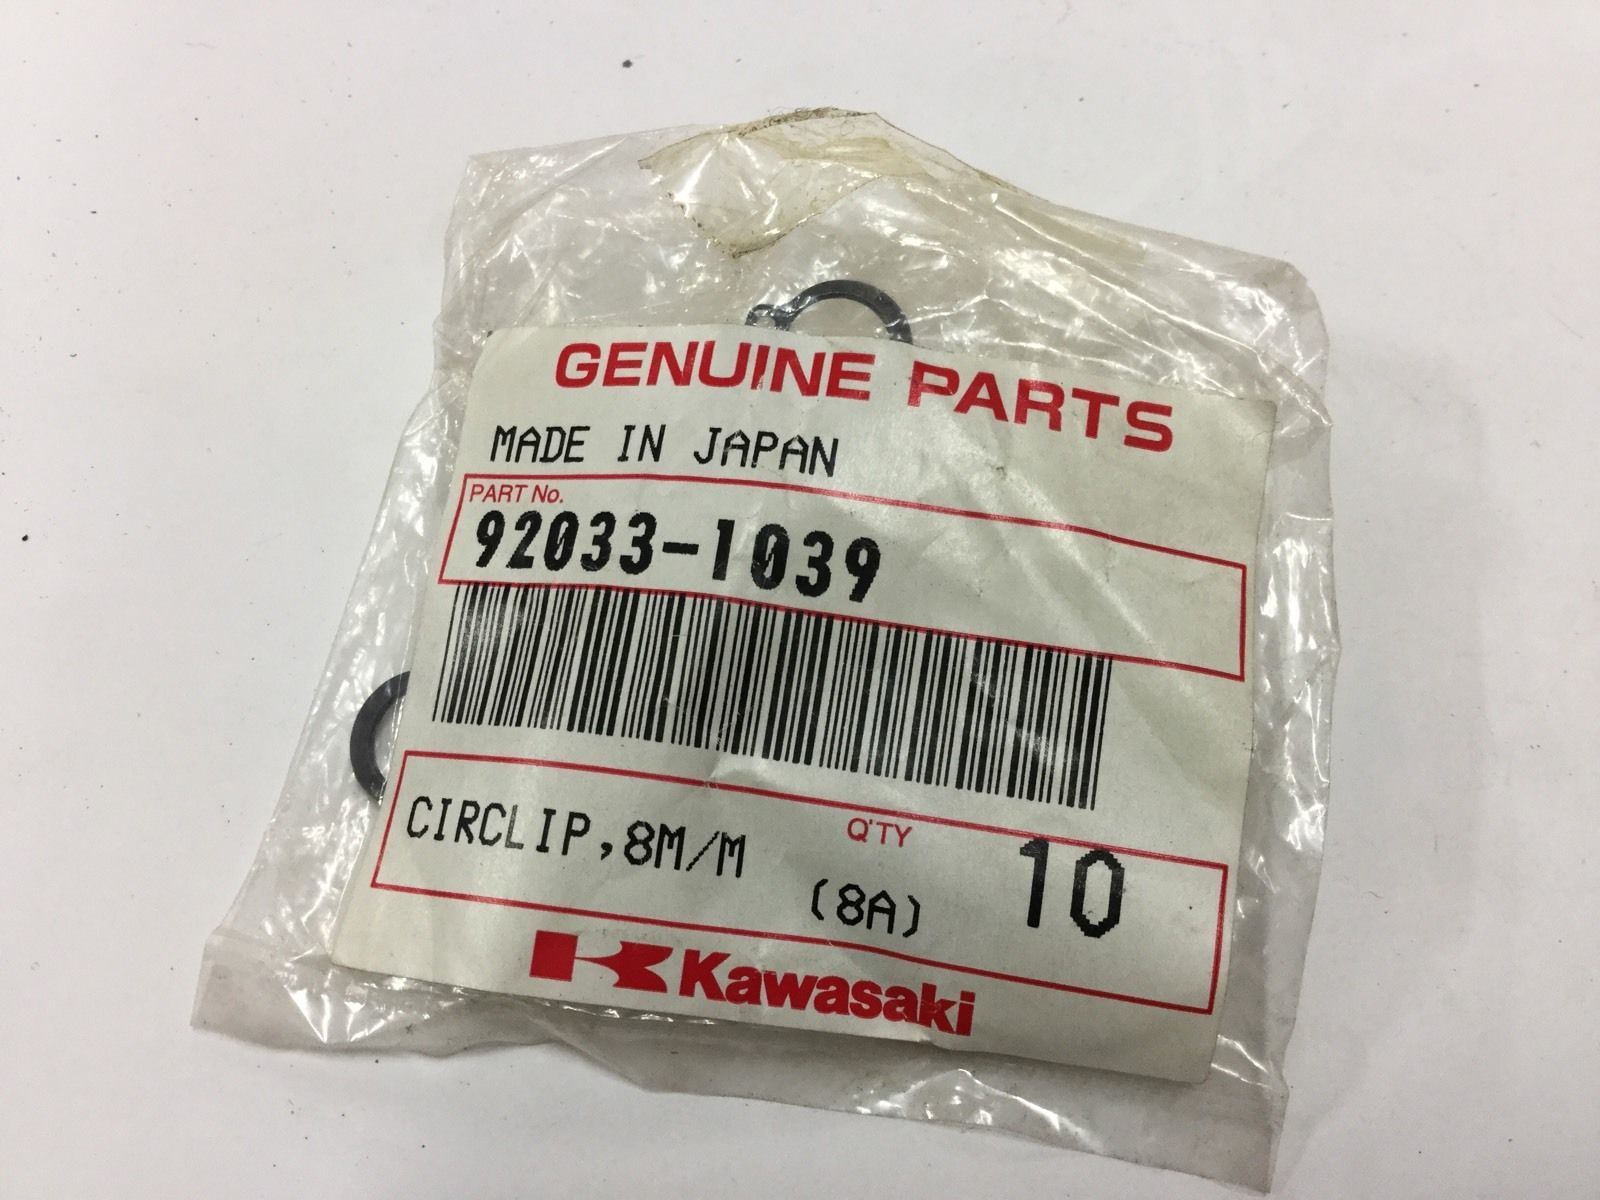 GENUINE PARTS
MADE IN JAPAN
PART No.
92033-1039
CIRCLIP,8M/M
Q'TY
(8A)
10
Kawasaki